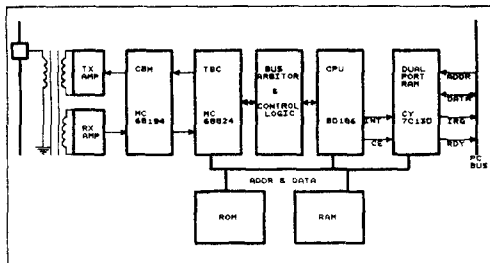 TX
AMP
RX
AMP
CBM
MC
68194
TBC
MC
68824
BUS
ARBITOR
&
CONTROL
LOGIC
CPU
80186
INT
CE
DUAL
PORT
RAM
CY
7C130
ADDR
DATA
IRQ
RDY
PC
BUS
ADDR & DATA
ROM
RAM